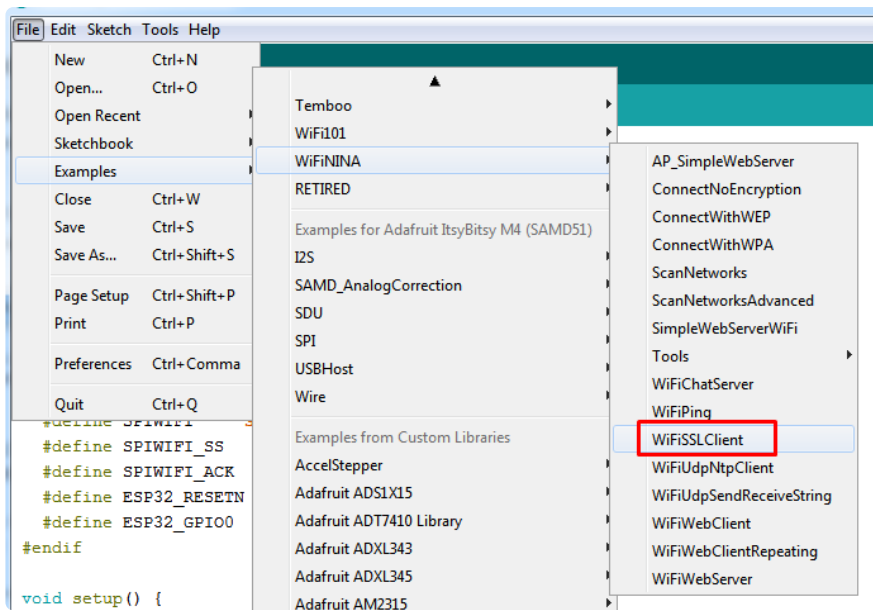 File Edit Sketch Tools Help
New Ctrl+N
Open... Ctrl+O
Open Recent
Sketchbook
Examples
Close Ctrl+W
Save Ctrl+S
Save As... Ctrl+Shift+S
Page Setup Ctrl+Shift+P
Print Ctrl+P
Preferences Ctrl+Comma
Quit Ctrl+Q
Temboo
WiFi101
WiFiNINA
RETIRED
Examples for Adafruit ItsyBitsy M4 (SAMD51)
I2S
SAMD_AnalogCorrection
SDU
SPI
USBHost
Wire
Examples from Custom Libraries
AccelStepper
Adafruit ADS1X15
Adafruit ADT7410 Library
Adafruit ADXL343
Adafruit ADXL345
Adafruit AM2315
AP_SimpleWebServer
ConnectNoEncryption
ConnectWithWEP
ConnectWithWPA
ScanNetworks
ScanNetworksAdvanced
SimpleWebServerWiFi
Tools
WiFiChatServer
WiFiPing
WiFiSSLClient
WiFiUdpNtpClient
WiFiUdpSendReceiveString
WiFiWebClient
WiFiWebClientRepeating
WiFiWebServer
#define SPIWIFI
#define SPIWIFI_SS
#define SPIWIFI_ACK
#define ESP32_RESETN
#define ESP32_GPIO0
#endif
void setup() {